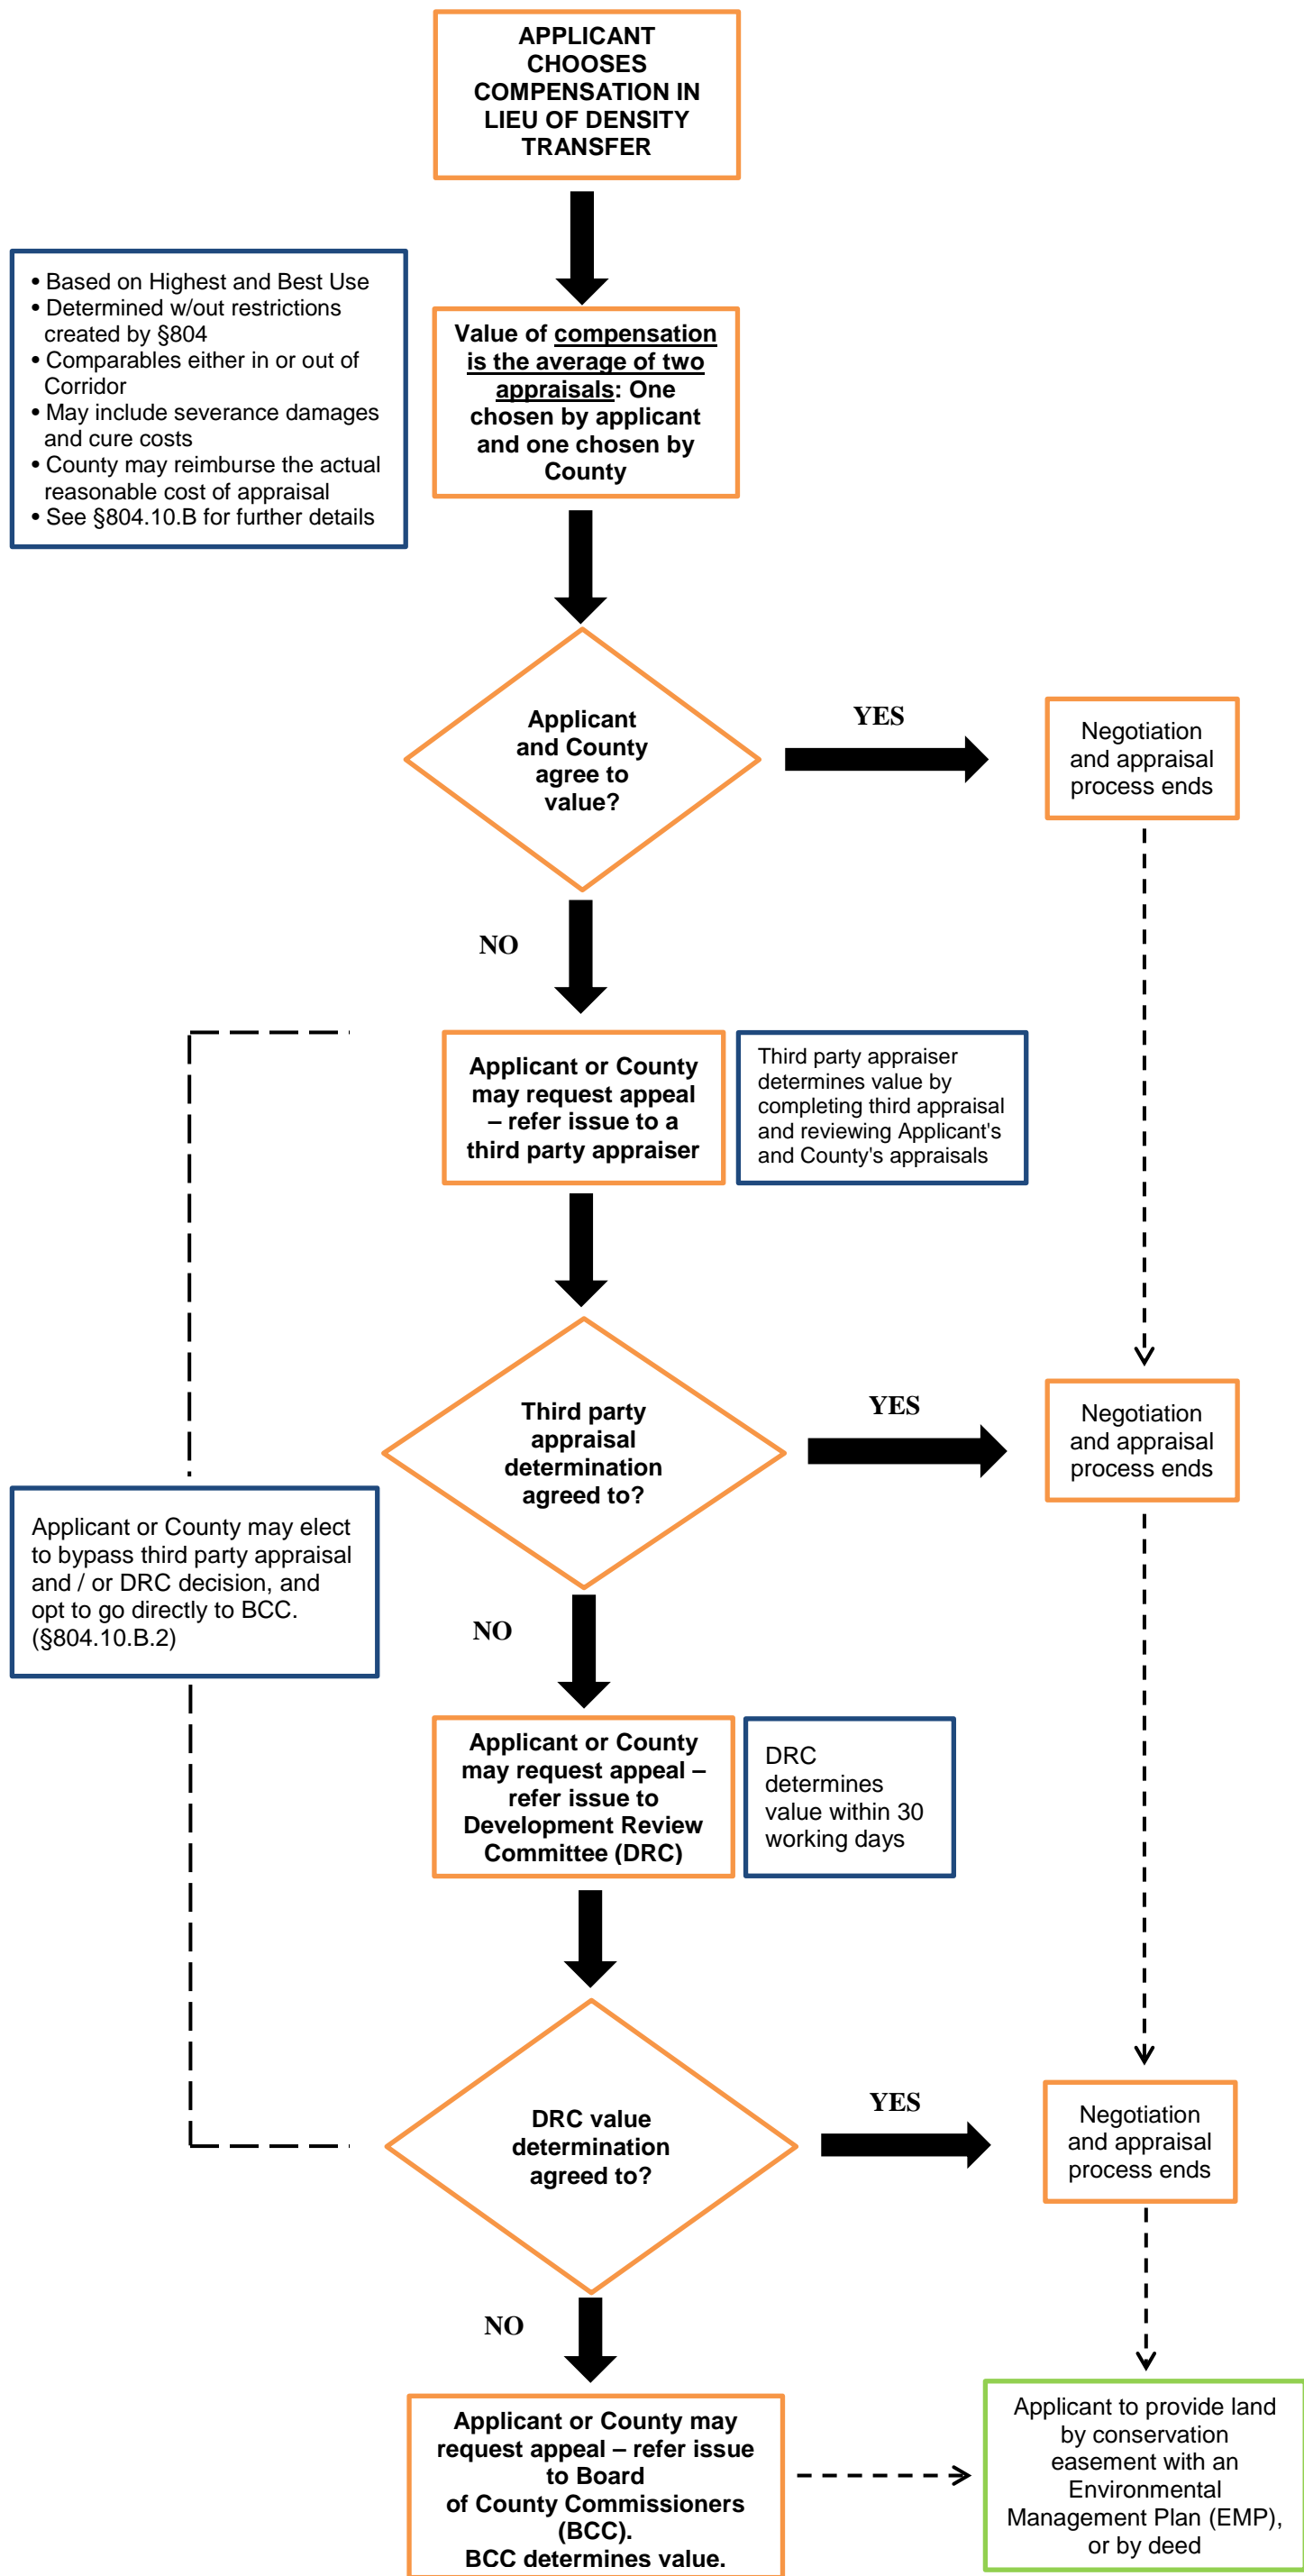 APPLICANT
CHOOSES
COMPENSATION IN
LIEU OF DENSITY
TRANSFER
• Based on Highest and Best Use
• Determined w/out restrictions
created by §804
• Comparables either in or out of
Corridor
• May include severance damages
and cure costs
• County may reimburse the actual
reasonable cost of appraisal
• See §804.10.B for further details
Value of compensation
is the average of two
appraisals: One
chosen by applicant
and one chosen by
County
Applicant
and County
agree to
value?
YES
Negotiation
and appraisal
process ends
NO
Applicant or County
may request appeal
– refer issue to a
third party appraiser
Third party appraiser
determines value by
completing third appraisal
and reviewing Applicant's
and County's appraisals
Third party
appraisal
determination
agreed to?
YES
Negotiation
and appraisal
process ends
Applicant or County may elect
to bypass third party appraisal
and / or DRC decision, and
opt to go directly to BCC.
(§804.10.B.2)
NO
Applicant or County
may request appeal –
refer issue to
Development Review
Committee (DRC)
DRC
determines
value within 30
working days
DRC value
determination
agreed to?
YES
Negotiation
and appraisal
process ends
NO
Applicant or County may
request appeal – refer issue
to Board
of County Commissioners
(BCC).
BCC determines value.
Applicant to provide land
by conservation
easement with an
Environmental
Management Plan (EMP),
or by deed